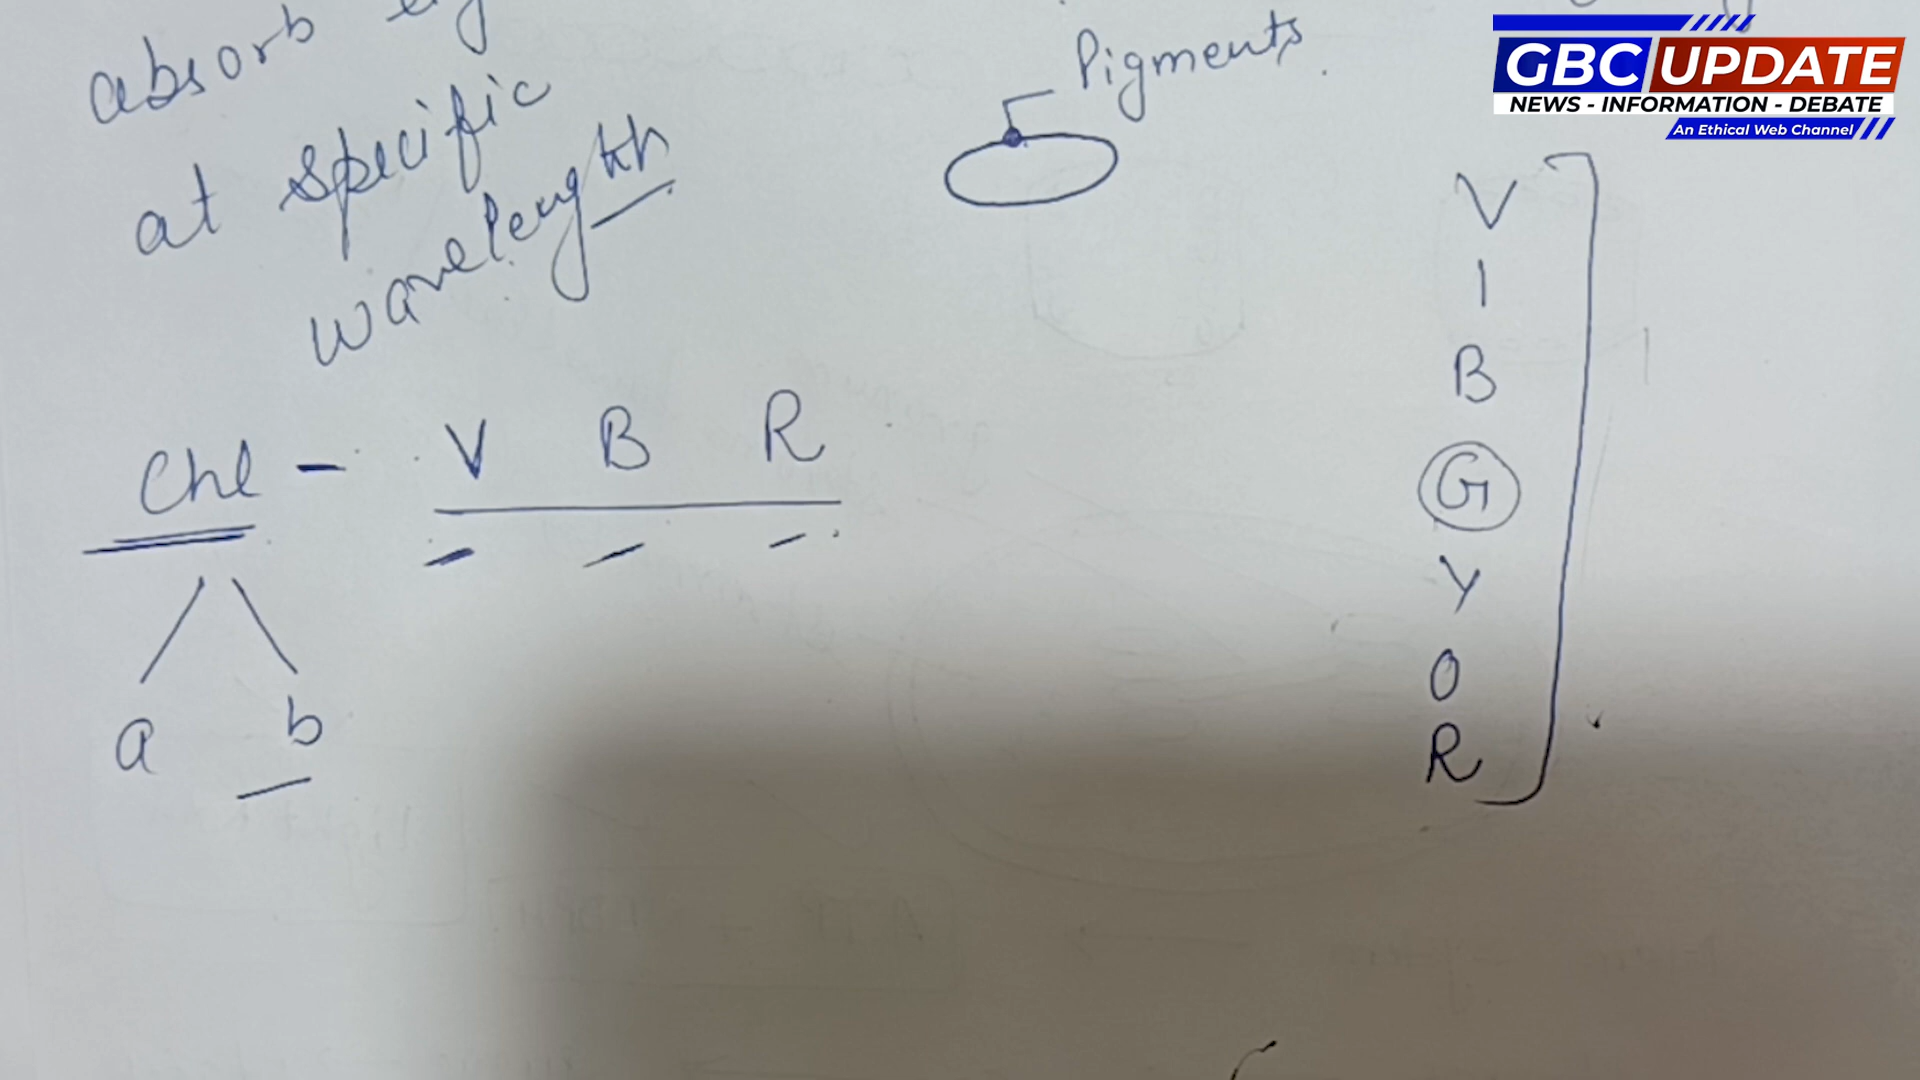 absorb
at specific
wavelength
Pigments
Chl - V B R
a b
V
I
B
G
Y
O
R
GBC UPDATE
NEWS - INFORMATION - DEBATE
An Ethical Web Channel